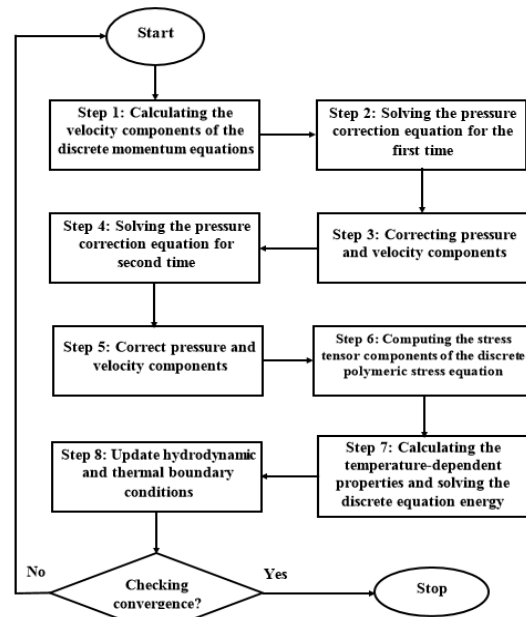 Start
Step 1: Calculating the
velocity components of the
discrete momentum equations
Step 2: Solving the pressure
correction equation for the
first time
Step 3: Correcting pressure
and velocity components
Step 4: Solving the pressure
correction equation for
second time
Step 5: Correct pressure and
velocity components
Step 6: Computing the stress
tensor components of the discrete
polymeric stress equation
Step 7: Calculating the
temperature-dependent
properties and solving the
discrete equation energy
Step 8: Update hydrodynamic
and thermal boundary
conditions
Checking
convergence?
No
Yes
Stop